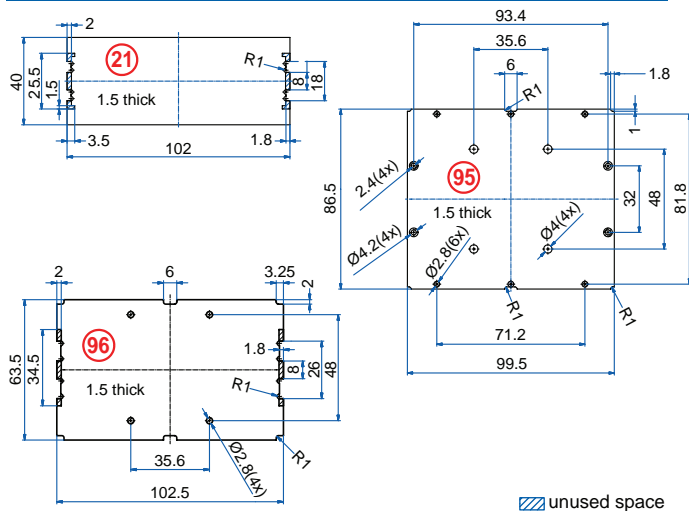 2
21
1.5 thick
40
25.5
1.5
3.5
102
1.8
R1
8
18
93.4
35.6
6
R1
1.8
1
86.5
2.4(4x)
95
1.5 thick
Ø4.2(4x)
Ø2.8(6x)
Ø4(4x)
32
48
81.8
R1
R1
71.2
99.5
2
6
3.25
2
96
1.5 thick
63.5
34.5
1.8
8
26
48
R1
35.6
Ø2.8(4x)
R1
102.5
unused space